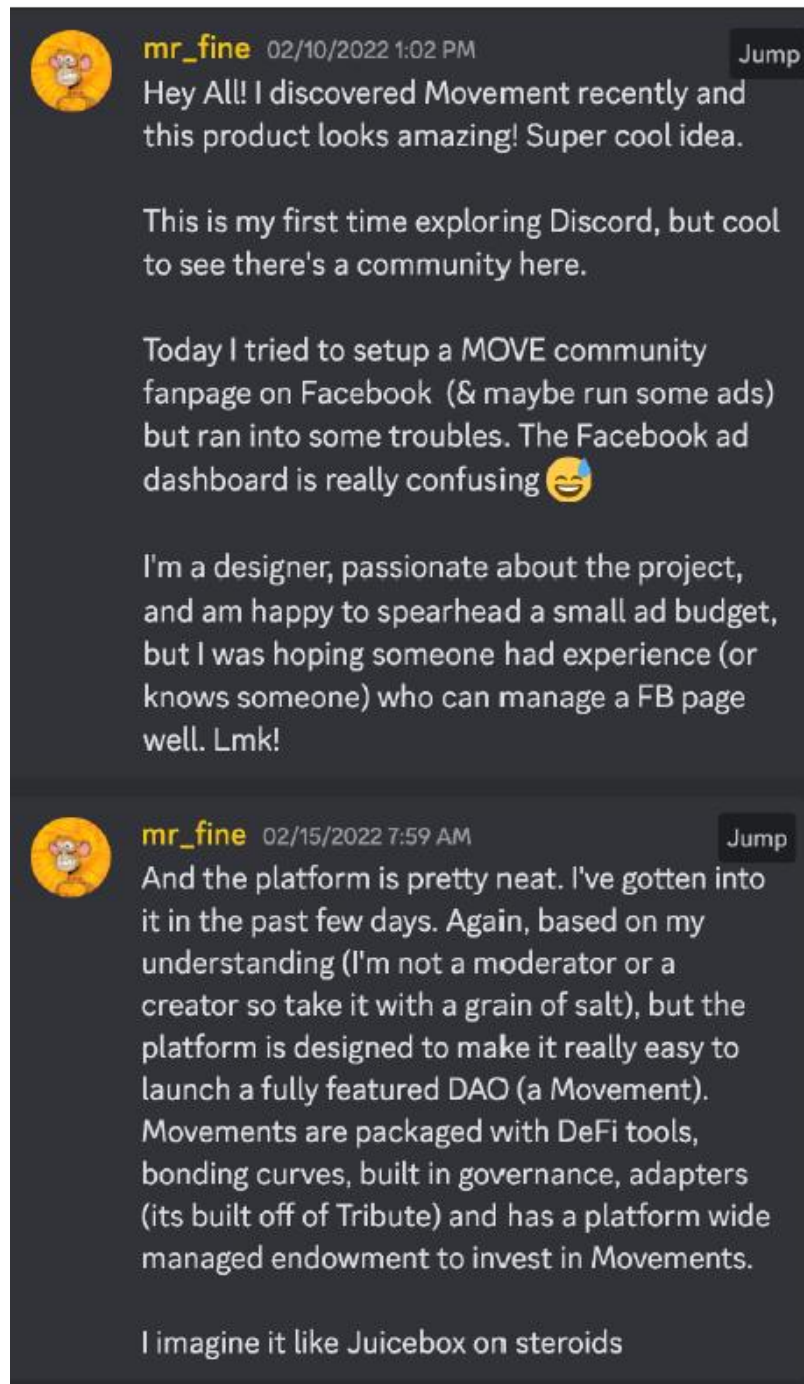 mr_fine 02/10/2022 1:02 PM Jump
Hey All! I discovered Movement recently and
this product looks amazing! Super cool idea.
This is my first time exploring Discord, but cool
to see there's a community here.
Today I tried to setup a MOVE community
fanpage on Facebook (& maybe run some ads)
but ran into some troubles. The Facebook ad
dashboard is really confusing 😅
I'm a designer, passionate about the project,
and am happy to spearhead a small ad budget,
but I was hoping someone had experience (or
knows someone) who can manage a FB page
well. Lmk!
mr_fine 02/15/2022 7:59 AM Jump
And the platform is pretty neat. I've gotten into
it in the past few days. Again, based on my
understanding (I'm not a moderator or a
creator so take it with a grain of salt), but the
platform is designed to make it really easy to
launch a fully featured DAO (a Movement).
Movements are packaged with DeFi tools,
bonding curves, built in governance, adapters
(its built off of Tribute) and has a platform wide
managed endowment to invest in Movements.
I imagine it like Juicebox on steroids